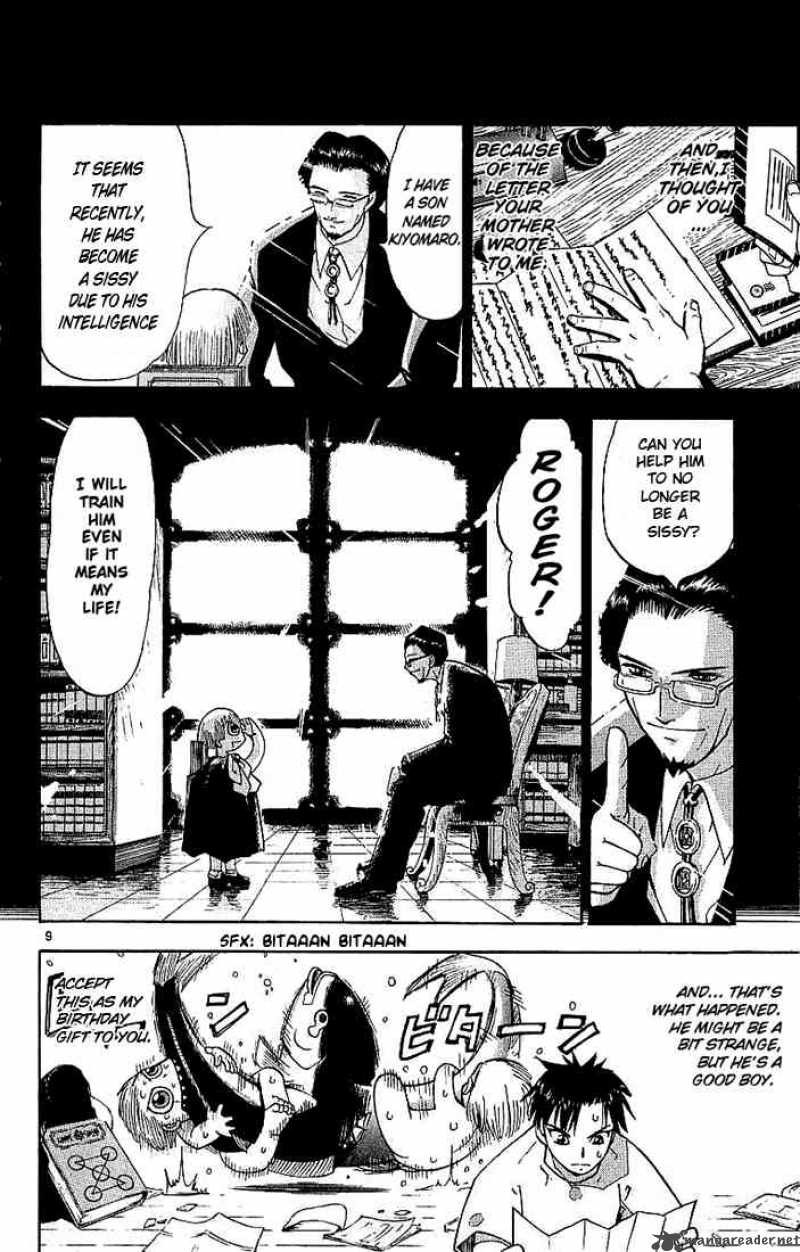 AND
THEN, I
THOUGHT
OF YOU
...
BECAUSE
OF THE
LETTER
YOUR
MOTHER
WROTE
TO ME.
I HAVE
A SON
NAMED
KIYOMARO.
IT SEEMS
THAT
RECENTLY,
HE HAS
BECOME
A SISSY
DUE TO HIS
INTELLIGENCE
CAN YOU
HELP HIM
TO NO
LONGER
BE A
SISSY?
ROGER!
I WILL
TRAIN
HIM
EVEN
IF IT
MEANS
MY
LIFE!
9
SFX: BITAAAN BITAAAN
AND... THAT'S
WHAT HAPPENED.
HE MIGHT BE A
BIT STRANGE,
BUT HE'S A
GOOD BOY.
ビターン
ン
ACCEPT
THIS AS MY
BIRTHDAY
GIFT TO YOU.
mangareader.net